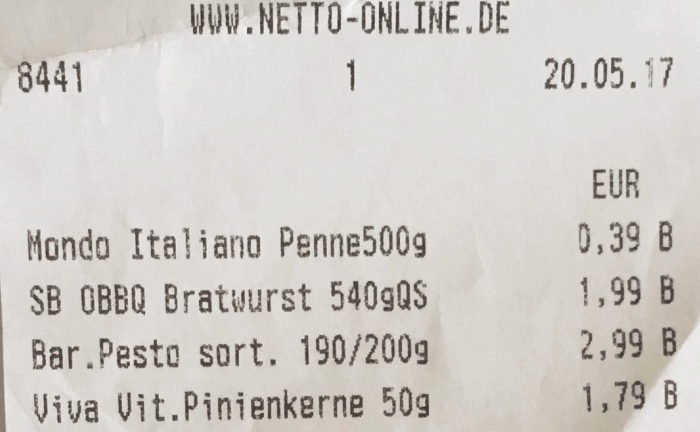 WWW.NETTO-ONLINE.DE
8441 1 20.05.17
EUR
Mondo Italiano Penne500g 0,39 B
SB OBBQ Bratwurst 540gQS 1,99 B
Bar.Pesto sort. 190/200g 2,99 B
Viva Vit.Pinienkerne 50g 1,79 B